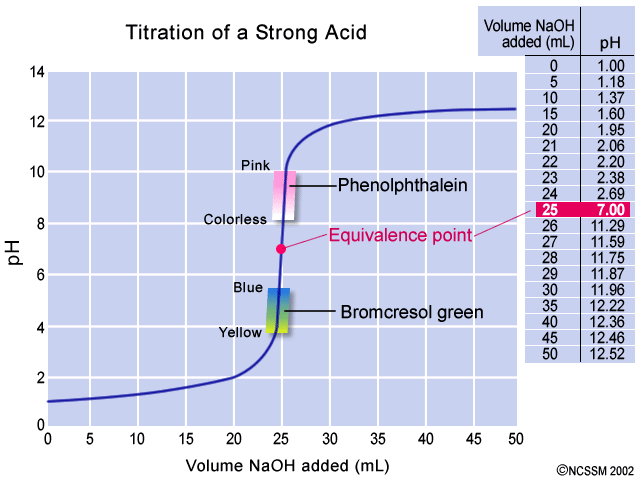 Titration of a Strong Acid
Volume NaOH added (mL) pH
0 1.00
5 1.18
10 1.37
15 1.60
20 1.95
21 2.06
22 2.20
23 2.38
24 2.69
25 7.00
26 11.29
27 11.59
28 11.75
29 11.87
30 11.96
35 12.22
40 12.36
45 12.46
50 12.52
14
12
10
8
6
4
2
0
pH
Pink
Phenolphthalein
Colorless
Equivalence point
Blue
Bromcresol green
Yellow
0 5 10 15 20 25 30 35 40 45 50
Volume NaOH added (mL)
©NCSSM 2002